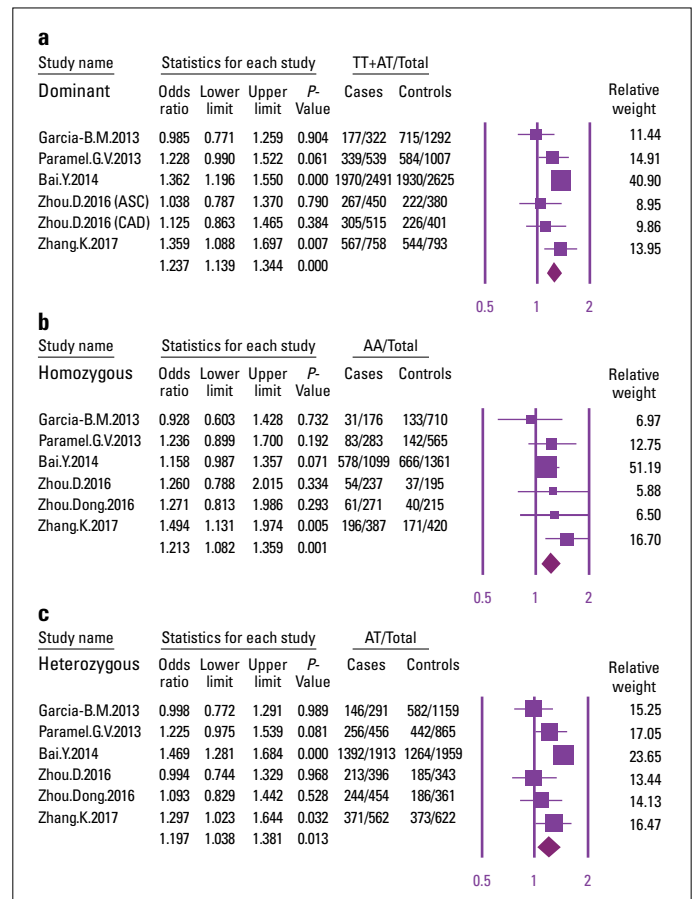 a
Study name Statistics for each study TT+AT/Total
Dominant Odds ratio Lower limit Upper limit P-Value Cases Controls Relative weight
Garcia-B.M.2013 0.985 0.771 1.259 0.904 177/322 715/1292 11.44
Paramel.G.V.2013 1.228 0.990 1.522 0.061 339/539 584/1007 14.91
Bai.Y.2014 1.362 1.196 1.550 0.000 1970/2491 1930/2625 40.90
Zhou.D.2016 (ASC) 1.038 0.787 1.370 0.790 267/450 222/380 8.95
Zhou.D.2016 (CAD) 1.125 0.863 1.465 0.384 305/515 226/401 9.86
Zhang.K.2017 1.359 1.088 1.697 0.007 567/758 544/793 13.95
1.237 1.139 1.344 0.000
0.5 1 2
b
Study name Statistics for each study AA/Total
Homozygous Odds ratio Lower limit Upper limit P-Value Cases Controls Relative weight
Garcia-B.M.2013 0.928 0.603 1.428 0.732 31/176 133/710 6.97
Paramel.G.V.2013 1.236 0.899 1.700 0.192 83/283 142/565 12.75
Bai.Y.2014 1.158 0.987 1.357 0.071 578/1099 666/1361 51.19
Zhou.D.2016 1.260 0.788 2.015 0.334 54/237 37/195 5.88
Zhou.Dong.2016 1.271 0.813 1.986 0.293 61/271 40/215 6.50
Zhang.K.2017 1.494 1.131 1.974 0.005 196/387 171/420 16.70
1.213 1.082 1.359 0.001
0.5 1 2
c
Study name Statistics for each study AT/Total
Heterozygous Odds ratio Lower limit Upper limit P-Value Cases Controls Relative weight
Garcia-B.M.2013 0.998 0.772 1.291 0.989 146/291 582/1159 15.25
Paramel.G.V.2013 1.225 0.975 1.539 0.081 256/456 442/865 17.05
Bai.Y.2014 1.469 1.281 1.684 0.000 1392/1913 1264/1959 23.65
Zhou.D.2016 0.994 0.744 1.329 0.968 213/396 185/343 13.44
Zhou.Dong.2016 1.093 0.829 1.442 0.528 244/454 186/361 14.13
Zhang.K.2017 1.297 1.023 1.644 0.032 371/562 373/622 16.47
1.197 1.038 1.381 0.013
0.5 1 2